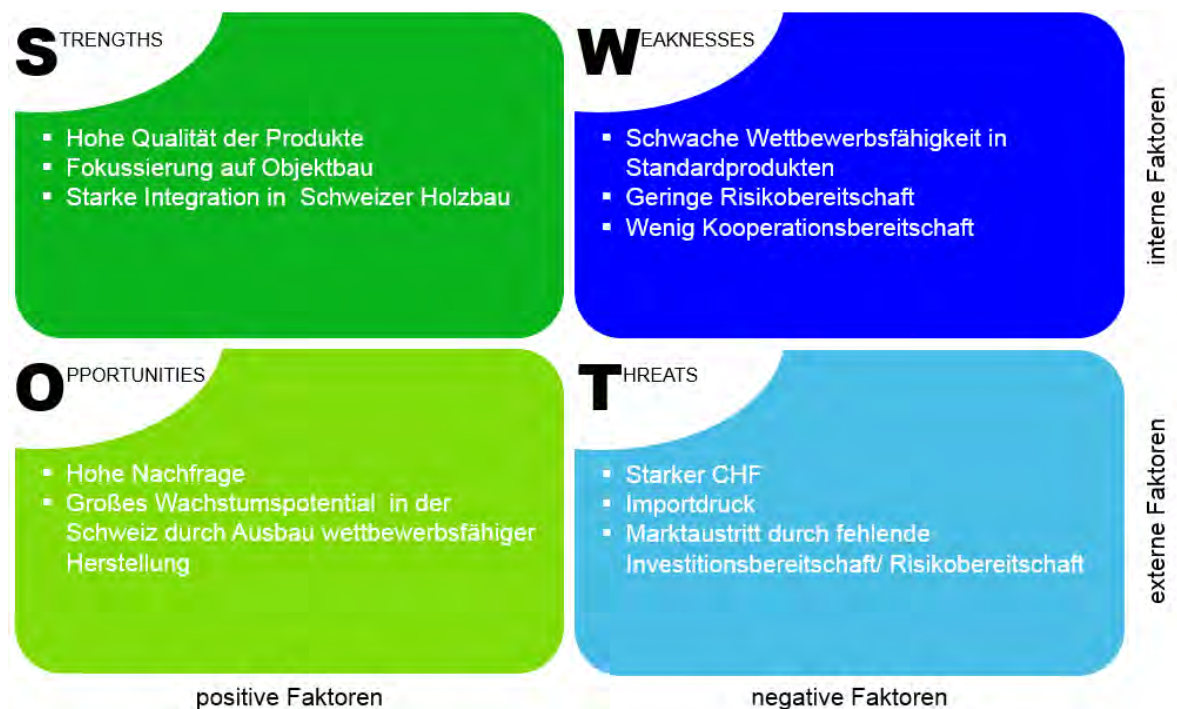 STRENGTHS
▪ Hohe Qualität der Produkte
▪ Fokussierung auf Objektbau
▪ Starke Integration in Schweizer Holzbau
WEAKNESSES
▪ Schwache Wettbewerbsfähigkeit in
Standardprodukten
▪ Geringe Risikobereitschaft
▪ Wenig Kooperationsbereitschaft
interne Faktoren
OPPORTUNITIES
▪ Hohe Nachfrage
▪ Großes Wachstumspotential in der
Schweiz durch Ausbau wettbewerbsfähiger
Herstellung
THREATS
▪ Starker CHF
▪ Importdruck
▪ Marktaustritt durch fehlende
Investitionsbereitschaft/ Risikobereitschaft
externe Faktoren
positive Faktoren
negative Faktoren